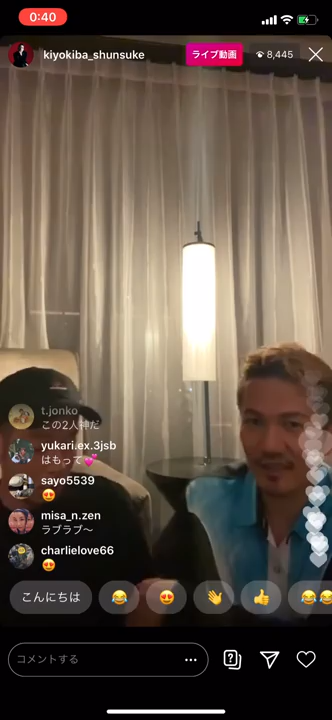 0:40
kiyokiba_shunsuke
ライブ動画
8,445
t.jonko
この2人神だ
yukari.ex.3jsb
はもって💕
sayo5539
😍
misa_n.zen
ラブラブ〜
charlielove66
😍
こんにちは 😂 😍 👋 👍 😂😂
コメントする